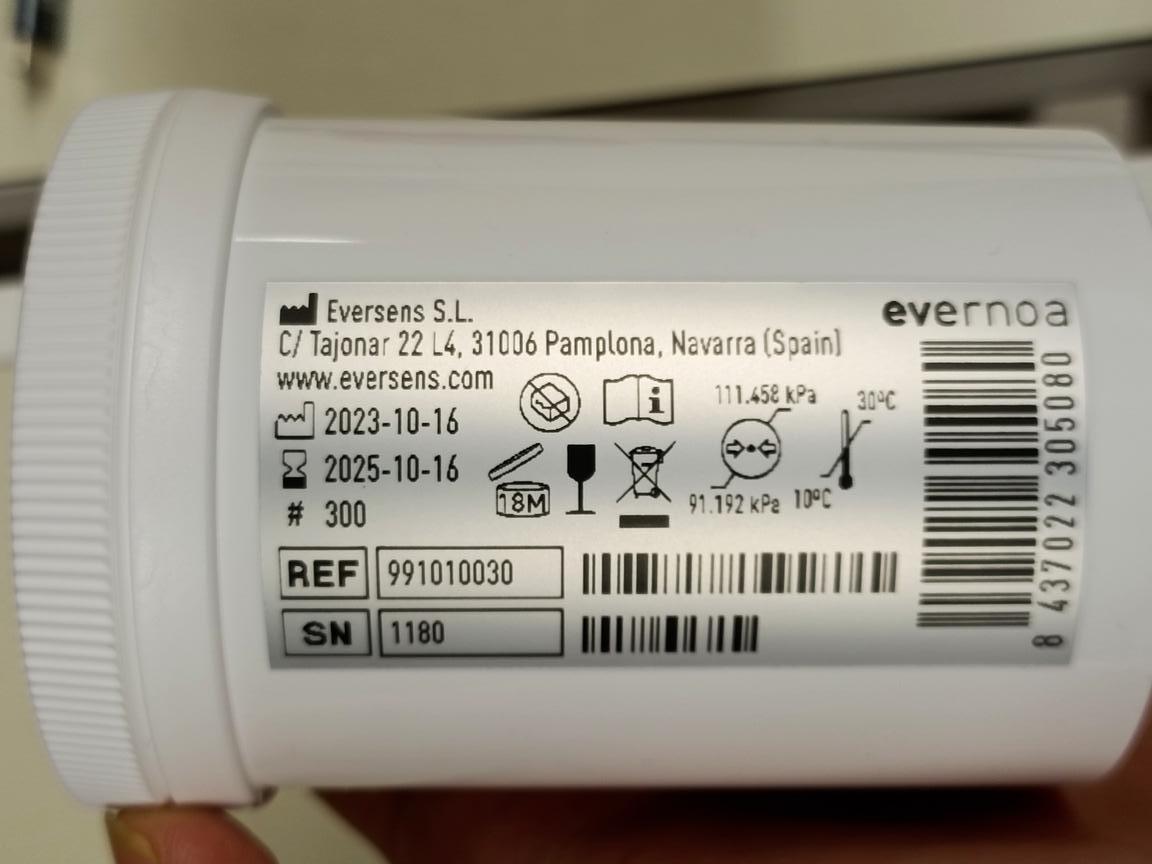 Eversens S.L.
C/ Tajonar 22 L4, 31006 Pamplona, Navarra (Spain)
www.eversens.com
2023-10-16
2025-10-16
# 300
18M
111.458 kPa
91.192 kPa
30ºC
10ºC
REF 991010030
SN 1180
evernoa
8 437022 305080